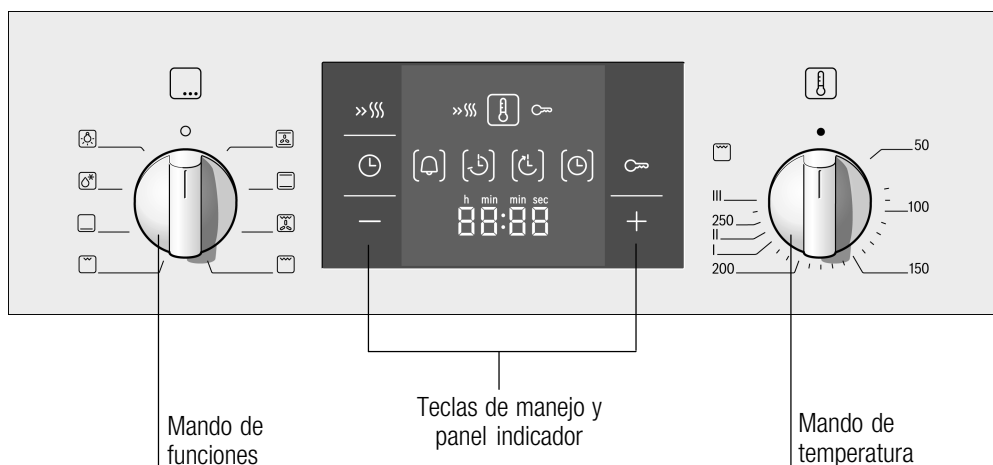 h min min sec
88:88
50
100
150
III
250
II
I
200
Mando de
funciones
Teclas de manejo y
panel indicador
Mando de
temperatura